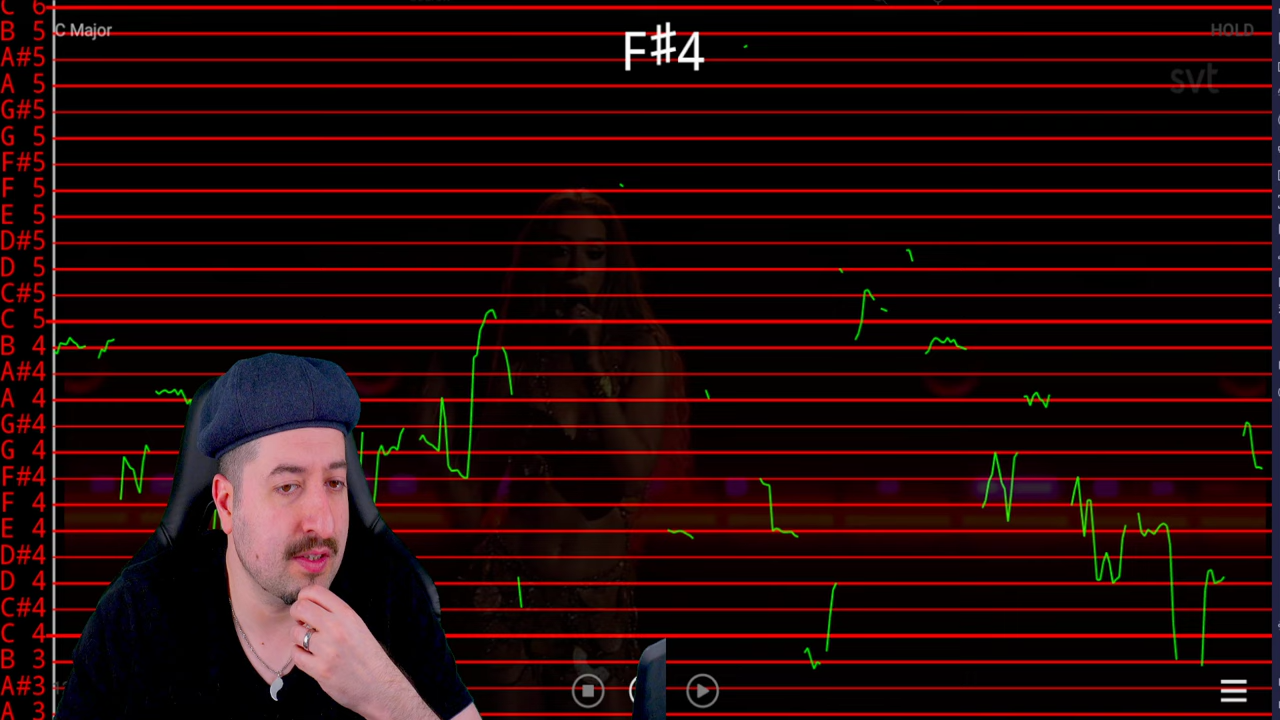 C 6
B 5
C Major
F#4
HOLD
A#5
svt
A 5
G#5
G 5
F#5
F 5
E 5
D#5
D 5
C#5
C 5
B 4
A#4
A 4
G#4
G 4
F#4
F 4
E 4
D#4
D 4
C#4
C 4
B 3
A#3
A 3